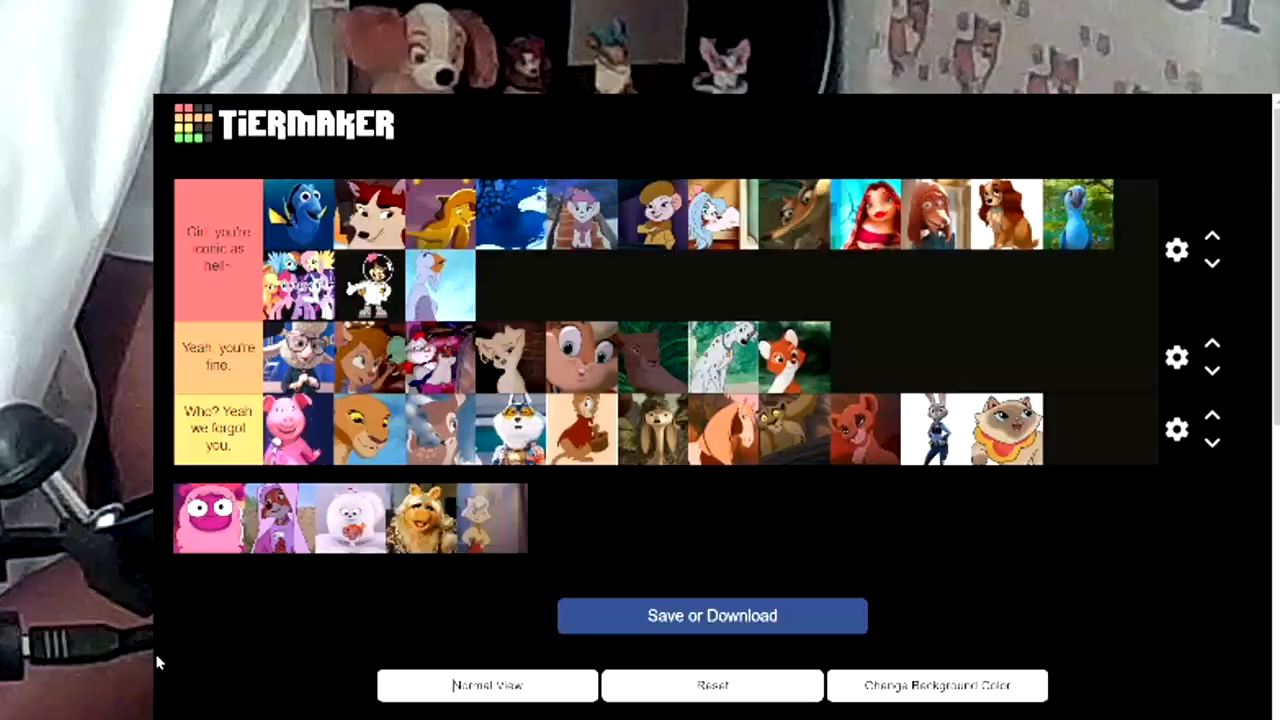 TiERMAKER
Girl, you're
iconic as
hell~
Yeah, you're
fine.
Who? Yeah
we forgot
you.
Save or Download
Normal View
Reset
Change Background Color